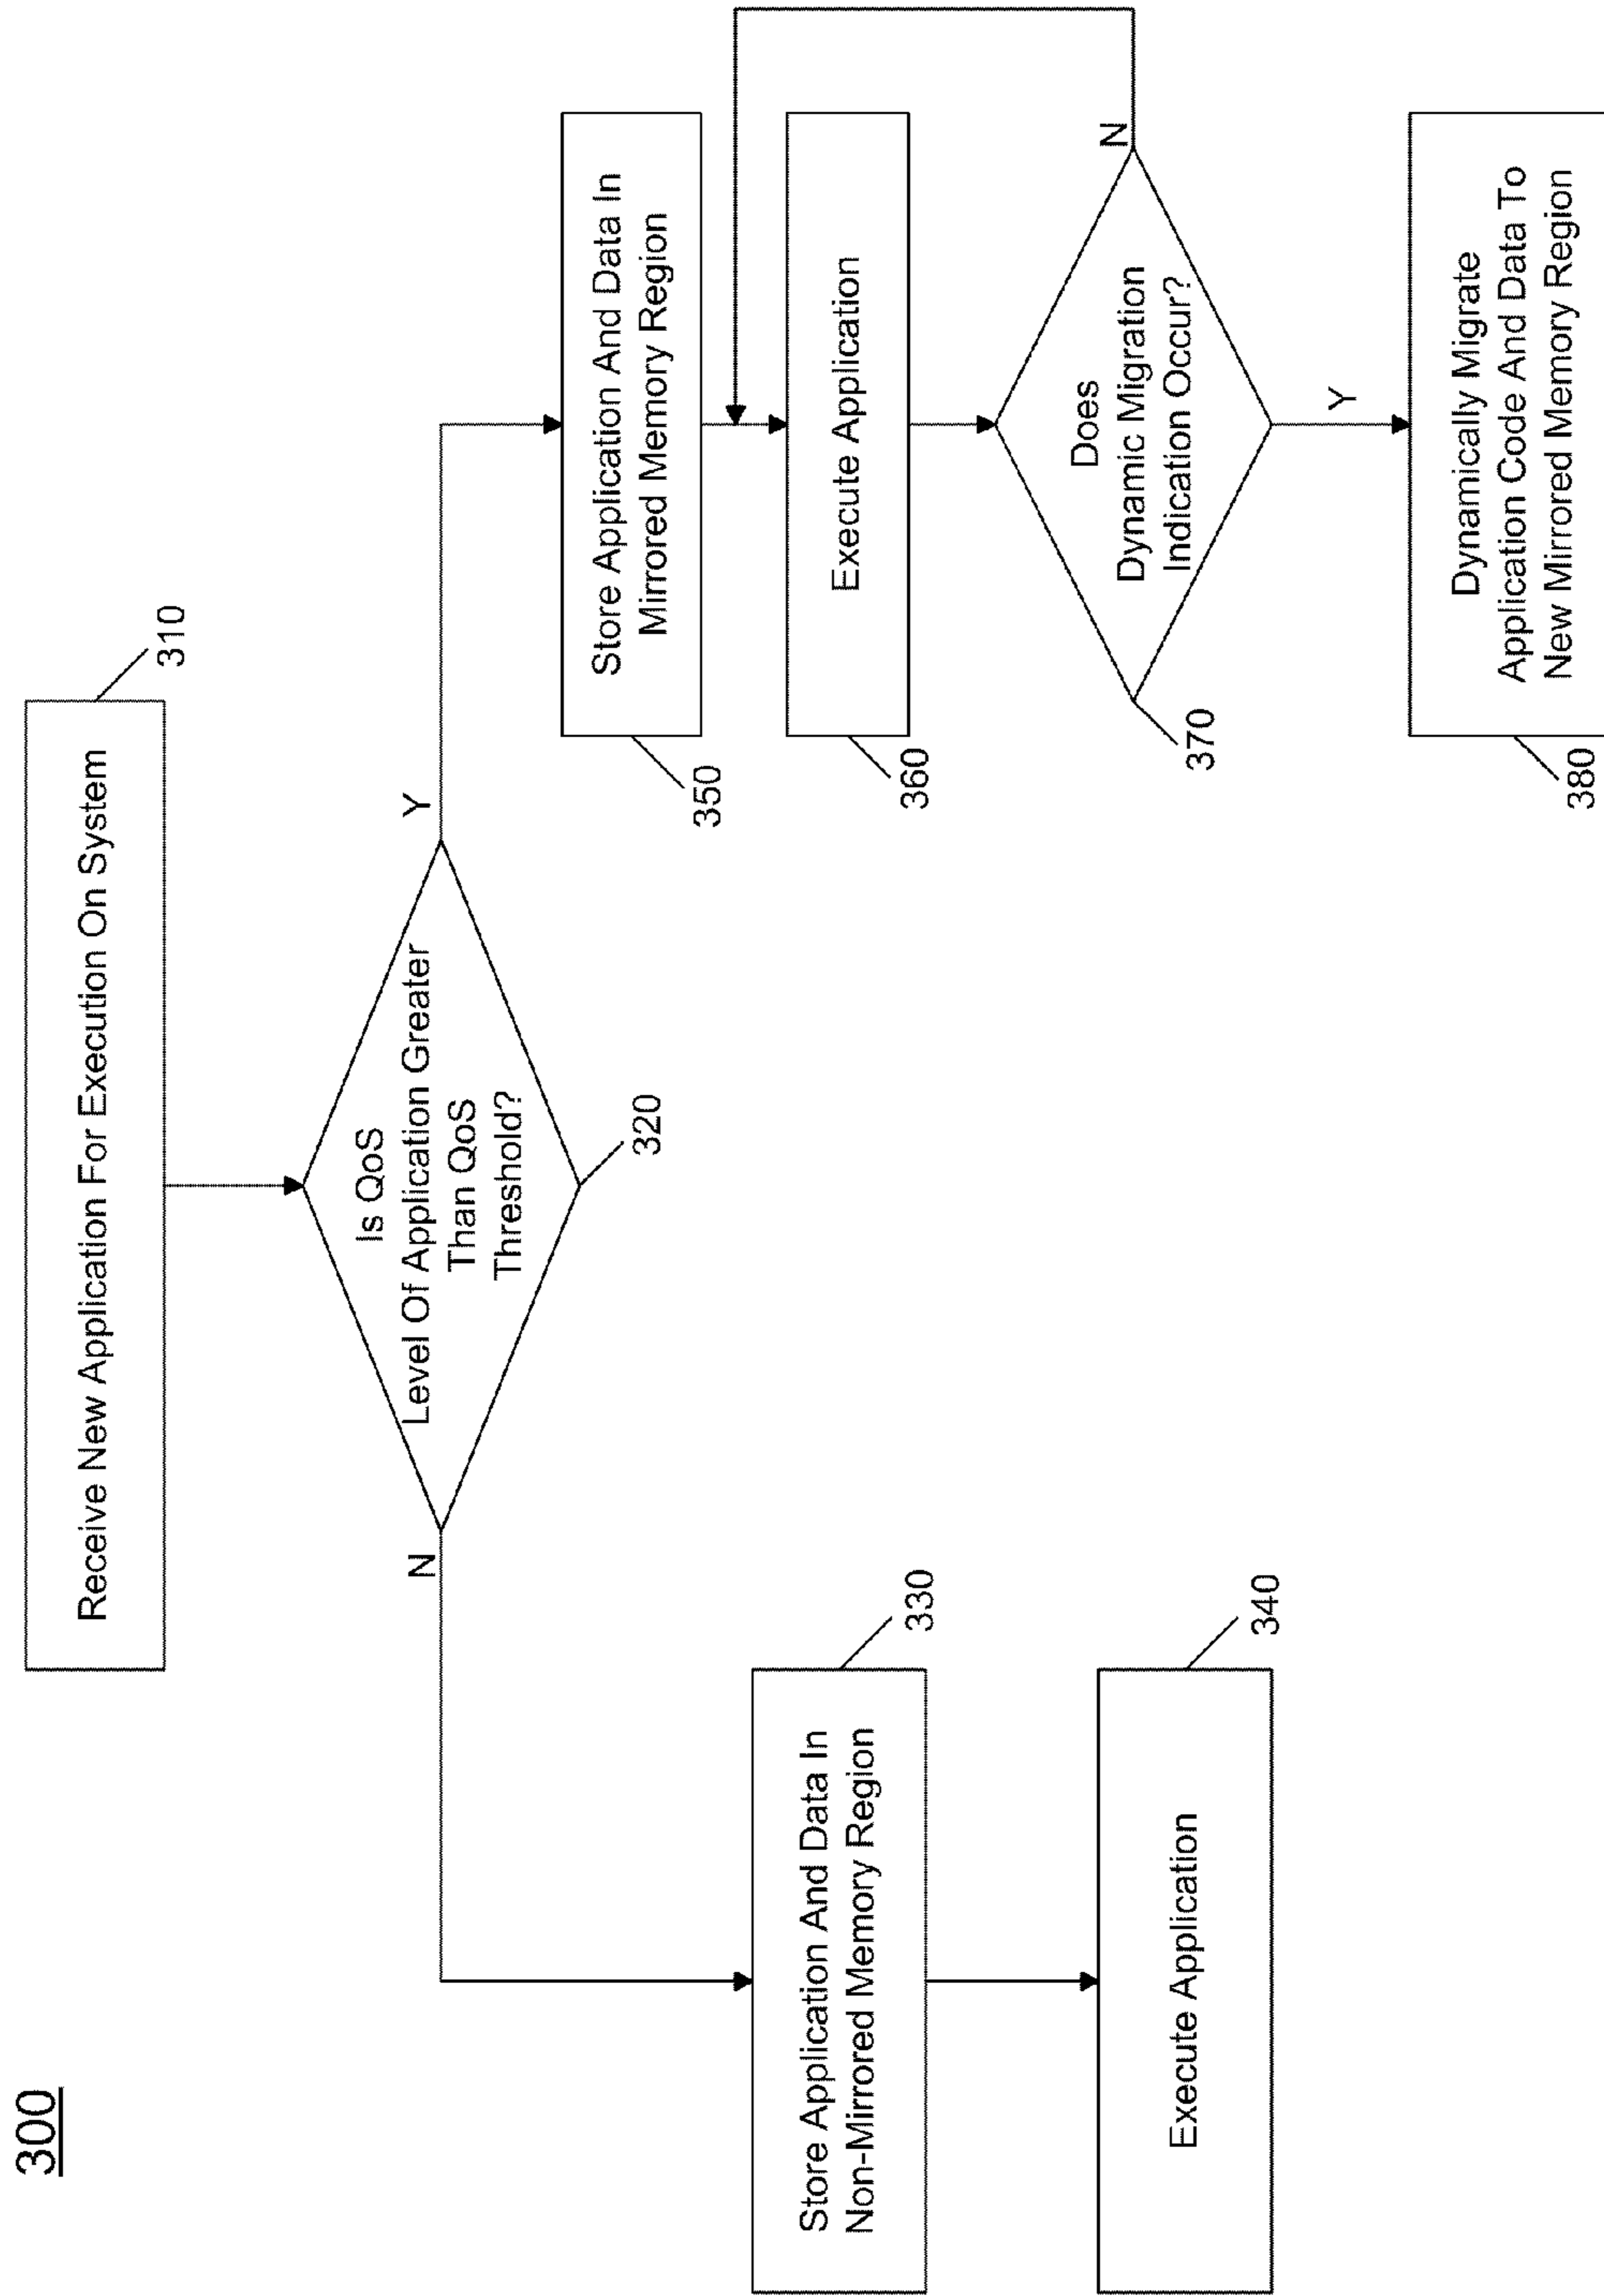 300
Receive New Application For Execution On System
310
Is QoS
Level Of Application Greater
Than QoS
Threshold?
320
N
Y
Store Application And Data In
Non-Mirrored Memory Region
330
Execute Application
340
Store Application And Data In
Mirrored Memory Region
350
Execute Application
360
Does
Dynamic Migration
Indication Occur?
370
N
Y
Dynamically Migrate
Application Code And Data To
New Mirrored Memory Region
380